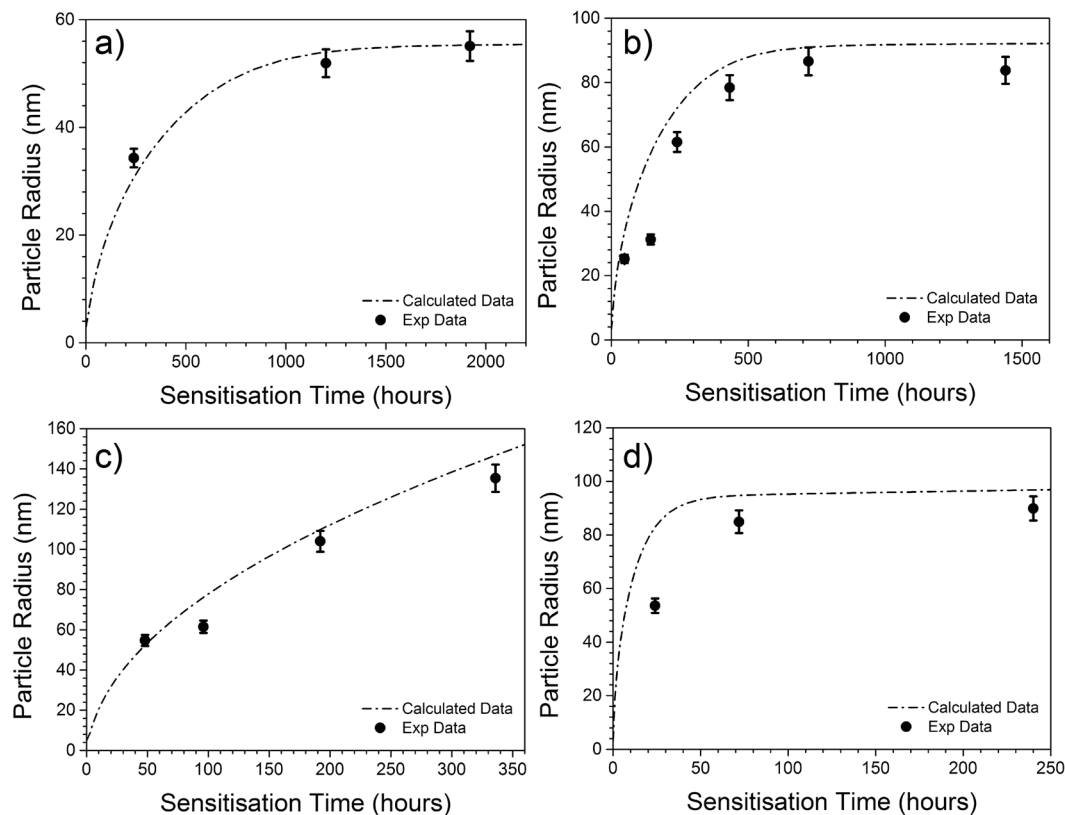 a)
Particle Radius (nm)
60
40
20
0
0 500 1000 1500 2000
Sensitisation Time (hours)
Calculated Data
Exp Data
b)
Particle Radius (nm)
100
80
60
40
20
0
0 500 1000 1500
Sensitisation Time (hours)
Calculated Data
Exp Data
c)
Particle Radius (nm)
160
140
120
100
80
60
40
20
0
0 50 100 150 200 250 300 350
Sensitisation Time (hours)
Calculated Data
Exp Data
d)
Particle Radius (nm)
120
100
80
60
40
20
0
0 50 100 150 200 250
Sensitisation Time (hours)
Calculated Data
Exp Data